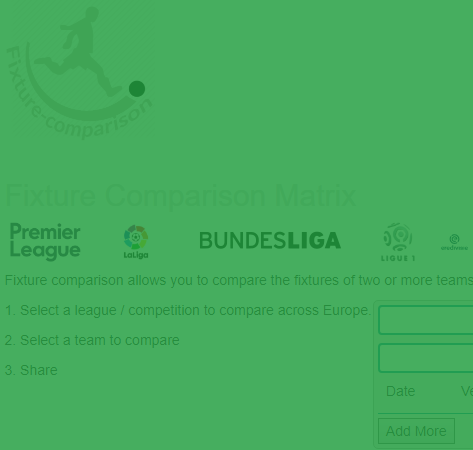 Fixture-comparison
Fixture Comparison Matrix
Premier
League
LaLiga
BUNDESLIGA
LIGUE 1
Fixture comparison allows you to compare the fixtures of two or more teams
1. Select a league / competition to compare across Europe.
2. Select a team to compare
3. Share
Date
Add More